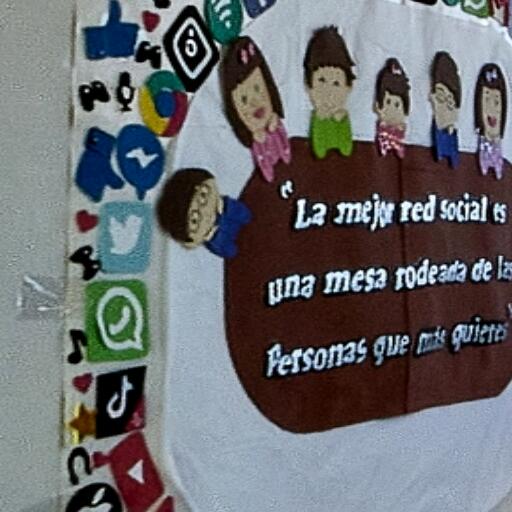 "La mejor red social es
una mesa rodeada de las
Personas que más quieres"